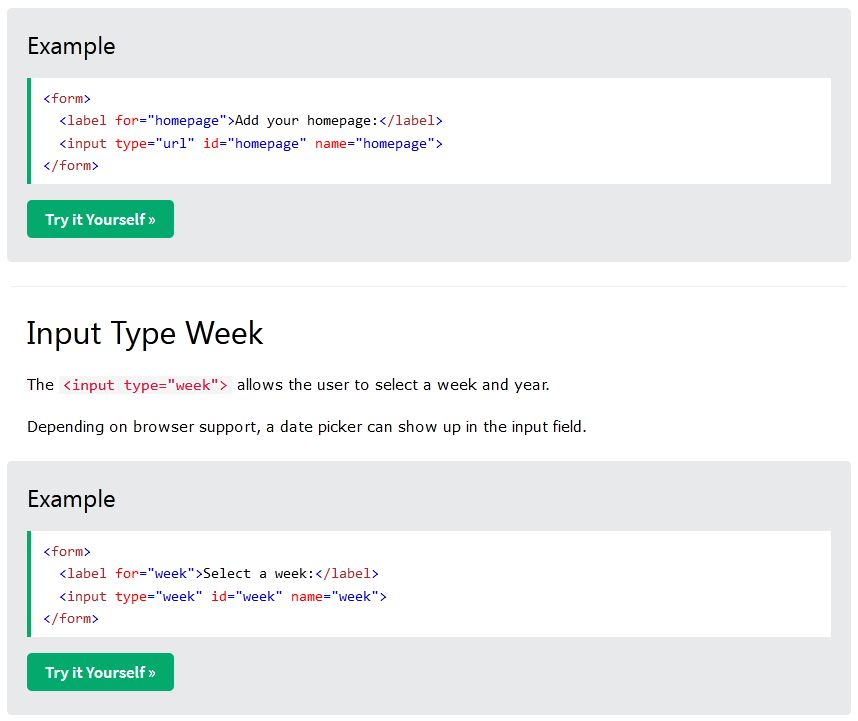 Example
<form>
  <label for="homepage">Add your homepage:</label>
  <input type="url" id="homepage" name="homepage">
</form>
Try it Yourself »
Input Type Week
The <input type="week"> allows the user to select a week and year.
Depending on browser support, a date picker can show up in the input field.
Example
<form>
  <label for="week">Select a week:</label>
  <input type="week" id="week" name="week">
</form>
Try it Yourself »